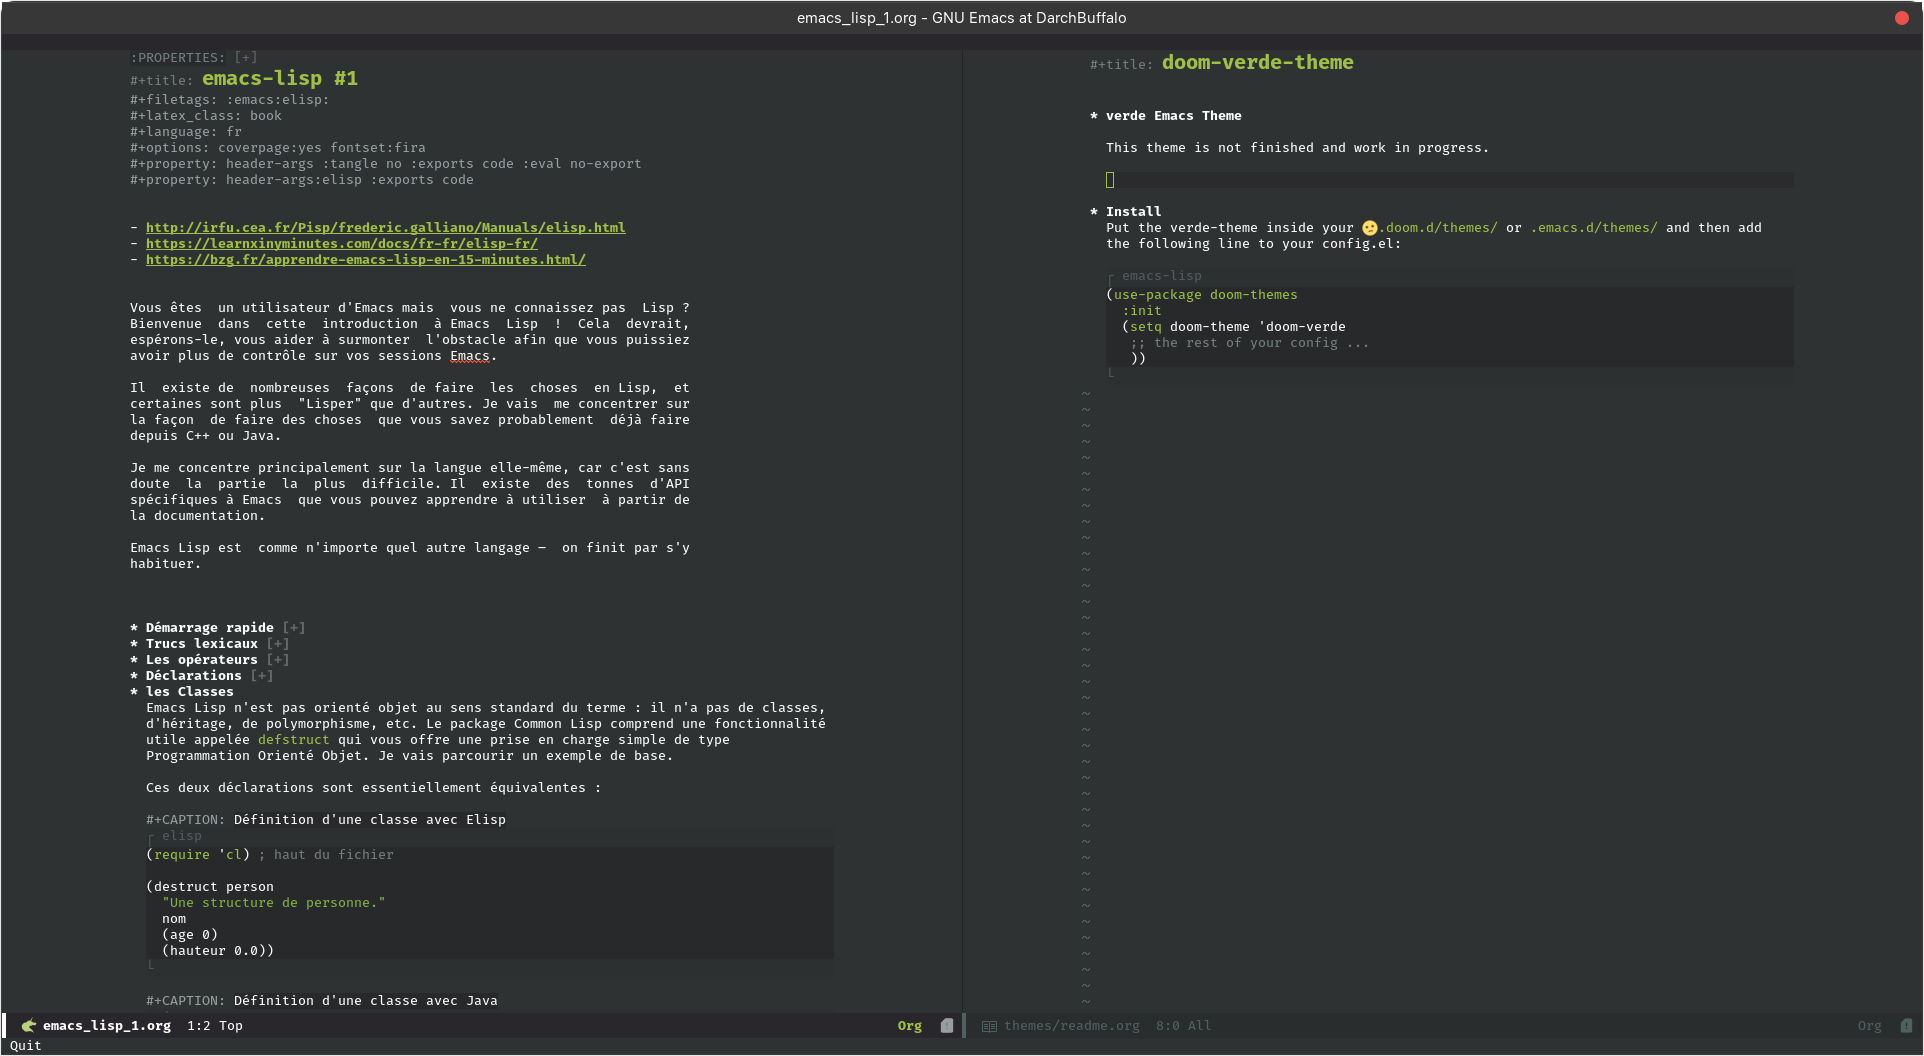 emacs_lisp_1.org - GNU Emacs at DarchBuffalo
:PROPERTIES: [+]
#+title: emacs-lisp #1
#+filetags: :emacs:elisp:
#+latex_class: book
#+language: fr
#+options: coverpage:yes fontset:fira
#+property: header-args :tangle no :exports code :eval no-export
#+property: header-args:elisp :exports code
- http://irfu.cea.fr/Pisp/frederic.galliano/Manuals/elisp.html
- https://learnxinyminutes.com/docs/fr-fr/elisp-fr/
- https://bzg.fr/apprendre-emacs-lisp-en-15-minutes.html/
Vous êtes  un utilisateur d'Emacs mais  vous ne connaissez pas  Lisp ?
Bienvenue  dans  cette  introduction  à Emacs  Lisp  !  Cela  devrait,
espérons-le, vous aider à surmonter  l'obstacle afin que vous puissiez
avoir plus de contrôle sur vos sessions Emacs.
Il  existe de  nombreuses  façons  de faire  les  choses  en Lisp,  et
certaines sont plus  "Lisper" que d'autres. Je vais  me concentrer sur
la façon  de faire des choses  que vous savez probablement  déjà faire
depuis C++ ou Java.
Je me concentre principalement sur la langue elle-même, car c'est sans
doute  la  partie  la  plus  difficile. Il  existe  des  tonnes  d'API
spécifiques à Emacs  que vous pouvez apprendre à utiliser  à partir de
la documentation.
Emacs Lisp est  comme n'importe quel autre langage –  on finit par s'y
habituer.
* Démarrage rapide [+]
* Trucs lexicaux [+]
* Les opérateurs [+]
* Déclarations [+]
* les Classes
Emacs Lisp n'est pas orienté objet au sens standard du terme : il n'a pas de classes,
d'héritage, de polymorphisme, etc. Le package Common Lisp comprend une fonctionnalité
utile appelée defstruct qui vous offre une prise en charge simple de type
Programmation Orienté Objet. Je vais parcourir un exemple de base.
Ces deux déclarations sont essentiellement équivalentes :
#+CAPTION: Définition d'une classe avec Elisp
elisp
(require 'cl) ; haut du fichier
(destruct person
"Une structure de personne."
nom
(age 0)
(hauteur 0.0))
#+CAPTION: Définition d'une classe avec Java
emacs_lisp_1.org  1:2 Top
Org
Quit
#+title: doom-verde-theme
* verde Emacs Theme
This theme is not finished and work in progress.
* Install
Put the verde-theme inside your 🫤.doom.d/themes/ or .emacs.d/themes/ and then add
the following line to your config.el:
emacs-lisp
(use-package doom-themes
:init
(setq doom-theme 'doom-verde
;; the rest of your config ...
))
themes/readme.org  8:0 All
Org